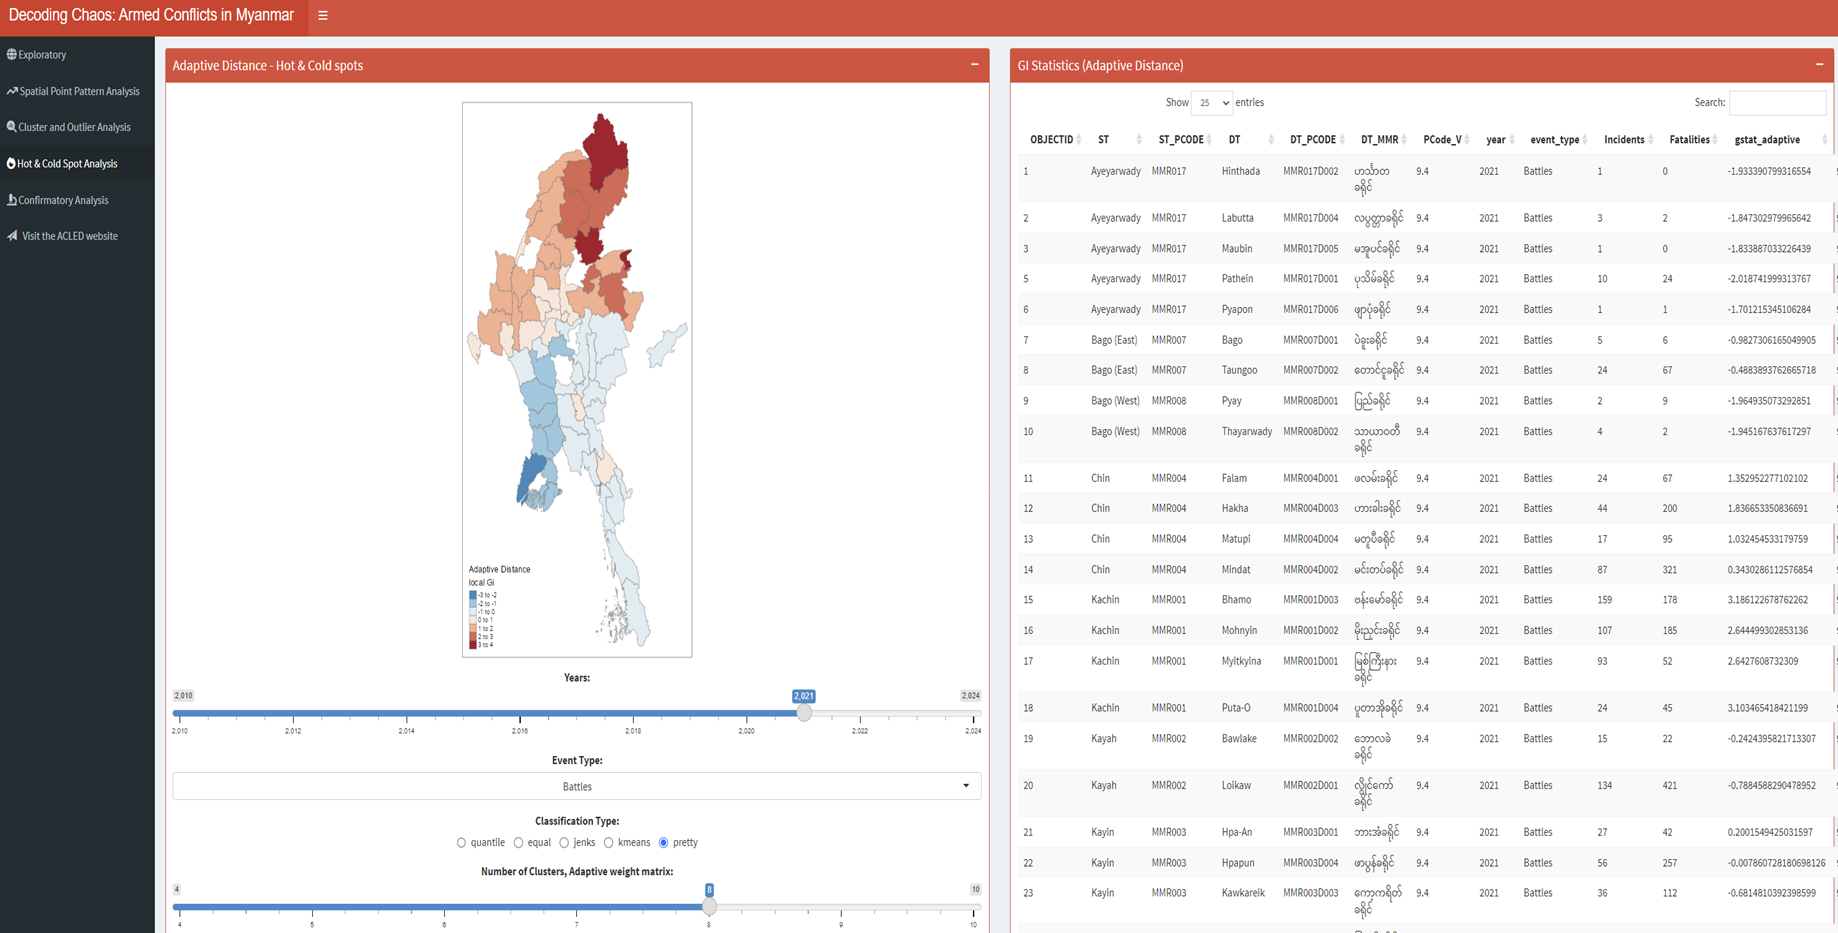 Decoding Chaos: Armed Conflicts in Myanmar
Exploratory
Spatial Point Pattern Analysis
Cluster and Outlier Analysis
Hot & Cold Spot Analysis
Confirmatory Analysis
Visit the ACLED website
Adaptive Distance - Hot & Cold spots
Adaptive Distance
local Gi
-3 to -2
-2 to -1
-1 to 0
0 to 1
1 to 2
2 to 3
3 to 4
Years:
2,010 2,021 2,024
2,010 2,012 2,014 2,016 2,018 2,020 2,022 2,024
Event Type:
Battles
Classification Type:
quantile equal jenks kmeans pretty
Number of Clusters, Adaptive weight matrix:
4 8 10
4 5 6 7 8 9 10
GI Statistics (Adaptive Distance)
Show 25 entries Search:
OBJECTID ST ST_PCODE DT DT_PCODE DT_MMR PCode_V year event_type Incidents Fatalities gstat_adaptive
1 Ayeyarwady MMR017 Hinthada MMR017D002 ဟင်္သာတ 9.4 2021 Battles 1 0 -1.933390799316554
ခရိုင်
2 Ayeyarwady MMR017 Labutta MMR017D004 လပွတ္တာခရိုင် 9.4 2021 Battles 3 2 -1.847302979965642
3 Ayeyarwady MMR017 Maubin MMR017D005 မအူပင်ခရိုင် 9.4 2021 Battles 1 0 -1.833887033226439
5 Ayeyarwady MMR017 Pathein MMR017D001 ပုသိမ်ခရိုင် 9.4 2021 Battles 10 24 -2.018741999313767
6 Ayeyarwady MMR017 Pyapon MMR017D006 ဖျာပုံခရိုင် 9.4 2021 Battles 1 1 -1.701215345106284
7 Bago (East) MMR007 Bago MMR007D001 ပဲခူးခရိုင် 9.4 2021 Battles 5 6 -0.9827306165049905
8 Bago (East) MMR007 Taungoo MMR007D002 တောင်ငူခရိုင် 9.4 2021 Battles 24 67 -0.4883893762665718
9 Bago (West) MMR008 Pyay MMR008D001 ပြည်ခရိုင် 9.4 2021 Battles 2 9 -1.964935073292851
10 Bago (West) MMR008 Thayarwady MMR008D002 သာယာဝတီ 9.4 2021 Battles 4 2 -1.945167637617297
ခရိုင်
11 Chin MMR004 Falam MMR004D001 ဖလမ်းခရိုင် 9.4 2021 Battles 24 67 1.352952277102102
12 Chin MMR004 Hakha MMR004D003 ဟားခါးခရိုင် 9.4 2021 Battles 44 200 1.836653350836691
13 Chin MMR004 Matupi MMR004D004 မတူပီခရိုင် 9.4 2021 Battles 17 95 1.032454533179759
14 Chin MMR004 Mindat MMR004D002 မင်းတပ်ခရိုင် 9.4 2021 Battles 87 321 0.3430286112576854
15 Kachin MMR001 Bhamo MMR001D003 ဗန်းမော်ခရိုင် 9.4 2021 Battles 159 178 3.186122678762262
16 Kachin MMR001 Mohnyin MMR001D002 မိုးညှင်းခရိုင် 9.4 2021 Battles 107 185 2.644499302853136
17 Kachin MMR001 Myitkyina MMR001D001 မြစ်ကြီးနား 9.4 2021 Battles 93 52 2.6427608732309
ခရိုင်
18 Kachin MMR001 Puta-O MMR001D004 ပူတာအိုခရိုင် 9.4 2021 Battles 24 45 3.103465418421199
19 Kayah MMR002 Bawlake MMR002D002 ဘောလခဲ 9.4 2021 Battles 15 22 -0.2424395821713307
ခရိုင်
20 Kayah MMR002 Loikaw MMR002D001 လွိုင်ကော် 9.4 2021 Battles 134 421 -0.7884588290478952
ခရိုင်
21 Kayin MMR003 Hpa-An MMR003D001 ဘားအံခရိုင် 9.4 2021 Battles 27 42 0.2001549425031597
22 Kayin MMR003 Hpapun MMR003D004 ဖာပွန်ခရိုင် 9.4 2021 Battles 56 257 -0.007860728180698126
23 Kayin MMR003 Kawkareik MMR003D003 ကော့ကရိတ် 9.4 2021 Battles 36 112 -0.6814810392398599
ခရိုင်